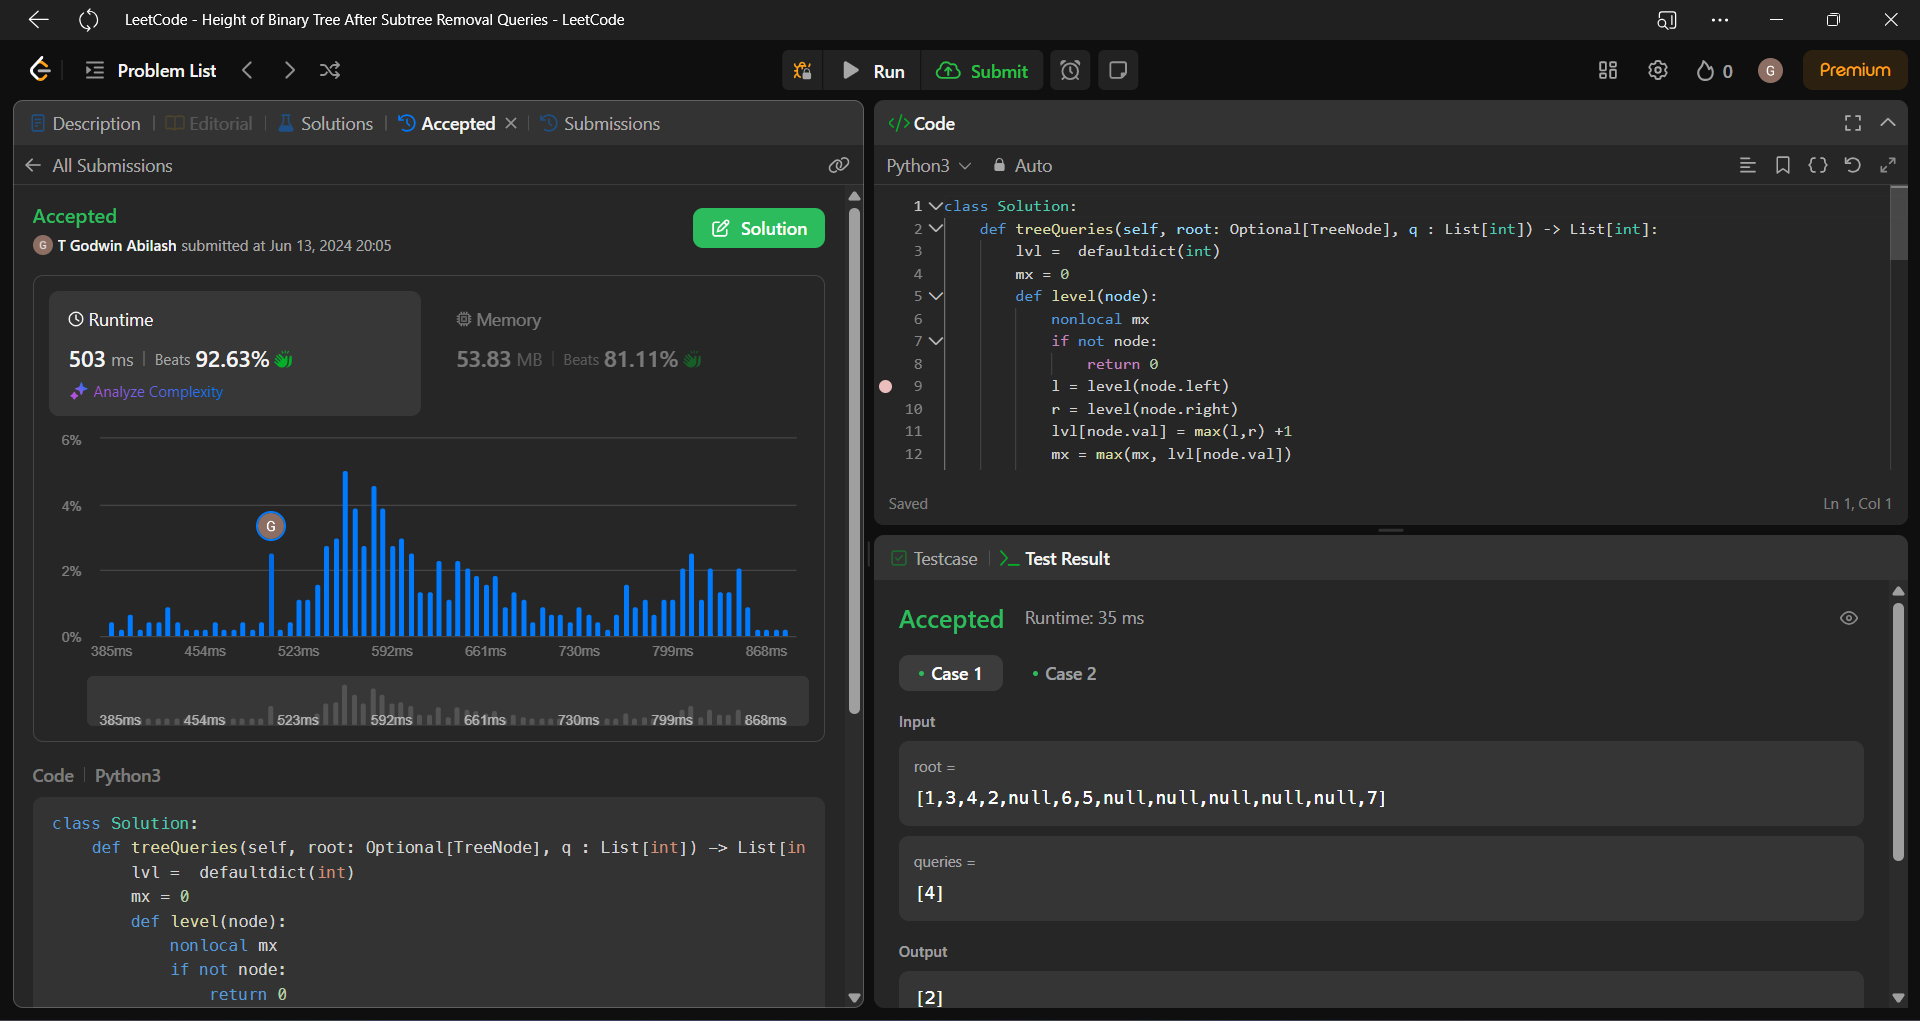 LeetCode - Height of Binary Tree After Subtree Removal Queries - LeetCode
Problem List
Run
Submit
0
G
Premium
Description
Editorial
Solutions
Accepted
Submissions
All Submissions
Accepted
Solution
G T Godwin Abilash submitted at Jun 13, 2024 20:05
Runtime
503 ms Beats 92.63%
Analyze Complexity
Memory
53.83 MB Beats 81.11%
6%
4%
2%
0%
G
385ms 454ms 523ms 592ms 661ms 730ms 799ms 868ms
385ms 454ms 523ms 592ms 661ms 730ms 799ms 868ms
Code Python3
class Solution:
def treeQueries(self, root: Optional[TreeNode], q : List[int]) -> List[in
lvl = defaultdict(int)
mx = 0
def level(node):
nonlocal mx
if not node:
return 0
</> Code
Python3 Auto
1 class Solution:
2 def treeQueries(self, root: Optional[TreeNode], q : List[int]) -> List[int]:
3 lvl = defaultdict(int)
4 mx = 0
5 def level(node):
6 nonlocal mx
7 if not node:
8 return 0
9 l = level(node.left)
10 r = level(node.right)
11 lvl[node.val] = max(l,r) +1
12 mx = max(mx, lvl[node.val])
Saved
Ln 1, Col 1
Testcase
>_ Test Result
Accepted Runtime: 35 ms
• Case 1
• Case 2
Input
root =
[1,3,4,2,null,6,5,null,null,null,null,null,7]
queries =
[4]
Output
[2]